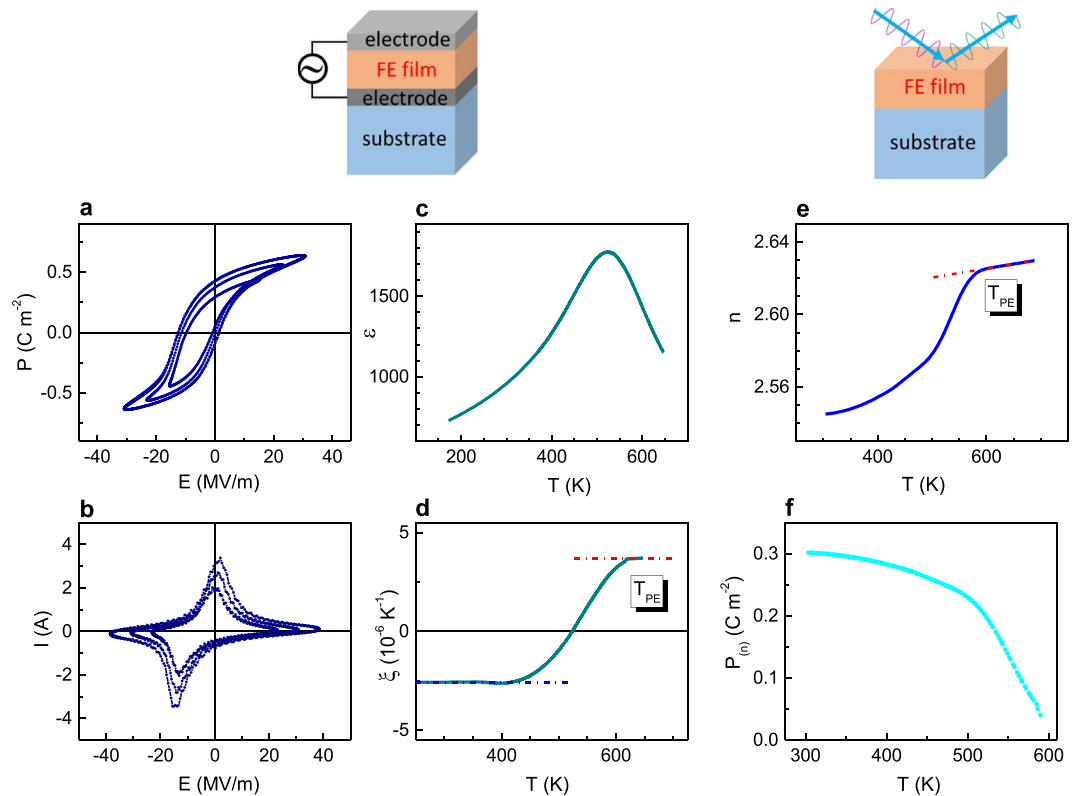 electrode
FE film
electrode
substrate
FE film
substrate
a
P (C m⁻²)
0.5
0.0
-0.5
-40 -20 0 20 40
E (MV/m)
c
ε
1500
1000
200 400 600
T (K)
e
n
2.64
2.60
2.56
T_PE
400 600
T (K)
b
I (A)
4
2
0
-2
-4
-40 -20 0 20 40
E (MV/m)
d
ξ (10⁻⁶ K⁻¹)
5
0
-5
T_PE
400 600
T (K)
f
P₍ₙ₎ (C m⁻²)
0.3
0.2
0.1
0.0
300 400 500 600
T (K)